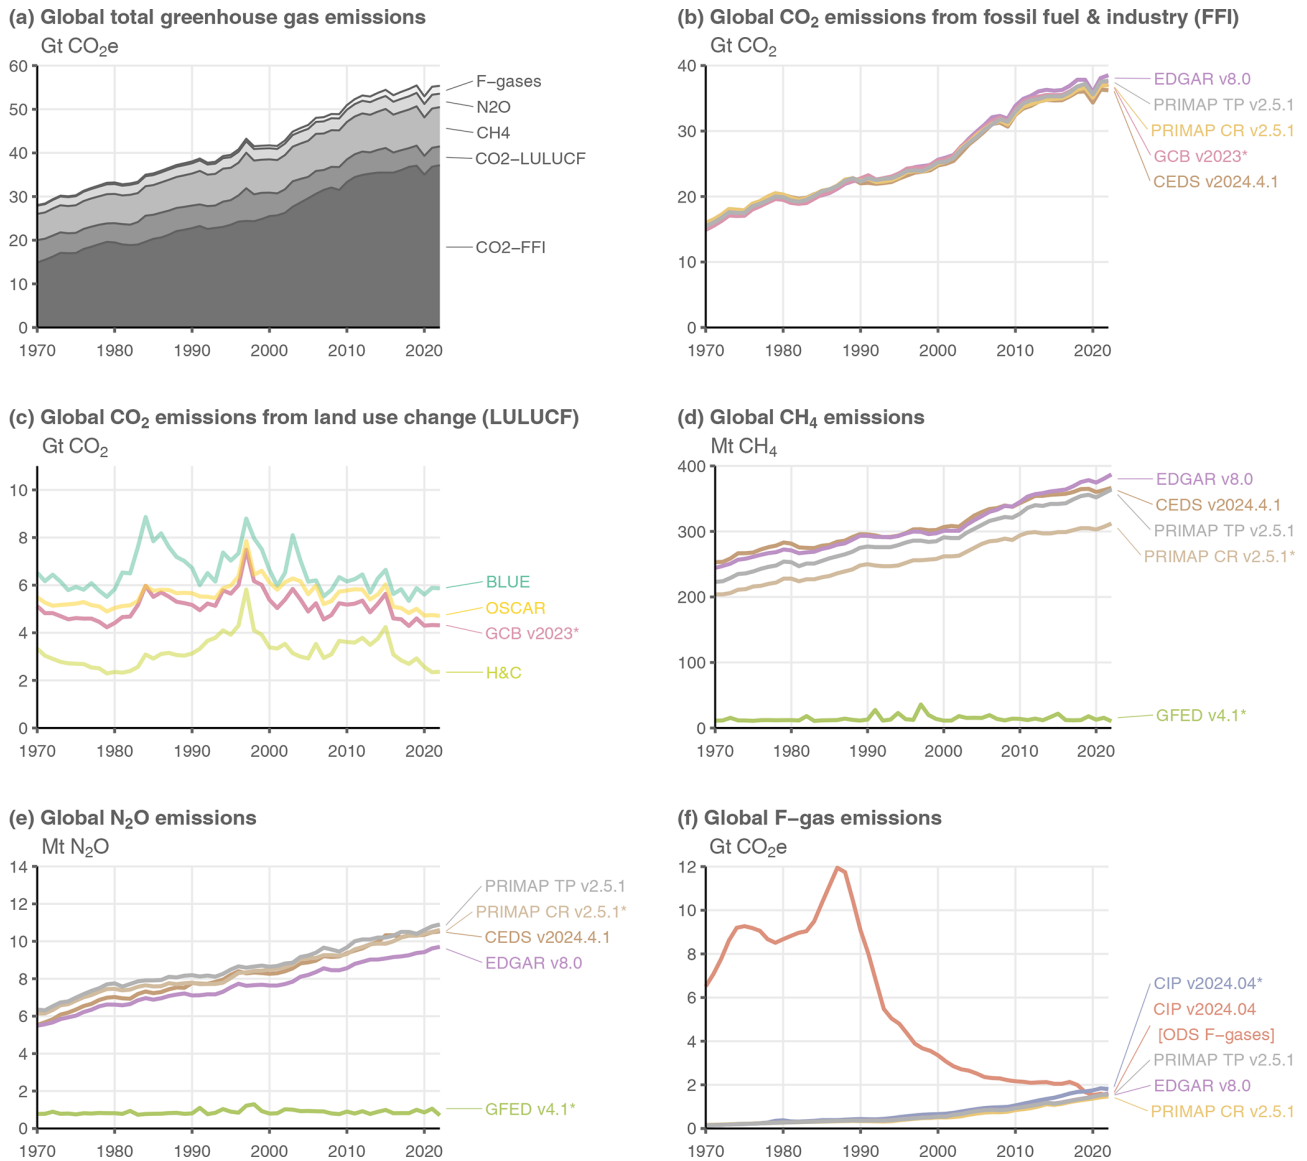 (a) Global total greenhouse gas emissions
Gt CO2e
60
50
40
30
20
10
0
1970 1980 1990 2000 2010 2020
F−gases
N2O
CH4
CO2−LULUCF
CO2−FFI
(b) Global CO2 emissions from fossil fuel & industry (FFI)
Gt CO2
40
30
20
10
0
1970 1980 1990 2000 2010 2020
EDGAR v8.0
PRIMAP TP v2.5.1
PRIMAP CR v2.5.1
GCB v2023*
CEDS v2024.4.1
(c) Global CO2 emissions from land use change (LULUCF)
Gt CO2
10
8
6
4
2
0
1970 1980 1990 2000 2010 2020
BLUE
OSCAR
GCB v2023*
H&C
(d) Global CH4 emissions
Mt CH4
400
300
200
100
0
1970 1980 1990 2000 2010 2020
EDGAR v8.0
CEDS v2024.4.1
PRIMAP TP v2.5.1
PRIMAP CR v2.5.1*
GFED v4.1*
(e) Global N2O emissions
Mt N2O
14
12
10
8
6
4
2
0
1970 1980 1990 2000 2010 2020
PRIMAP TP v2.5.1
PRIMAP CR v2.5.1*
CEDS v2024.4.1
EDGAR v8.0
GFED v4.1*
(f) Global F−gas emissions
Gt CO2e
12
10
8
6
4
2
0
1970 1980 1990 2000 2010 2020
CIP v2024.04*
CIP v2024.04
[ODS F−gases]
PRIMAP TP v2.5.1
EDGAR v8.0
PRIMAP CR v2.5.1